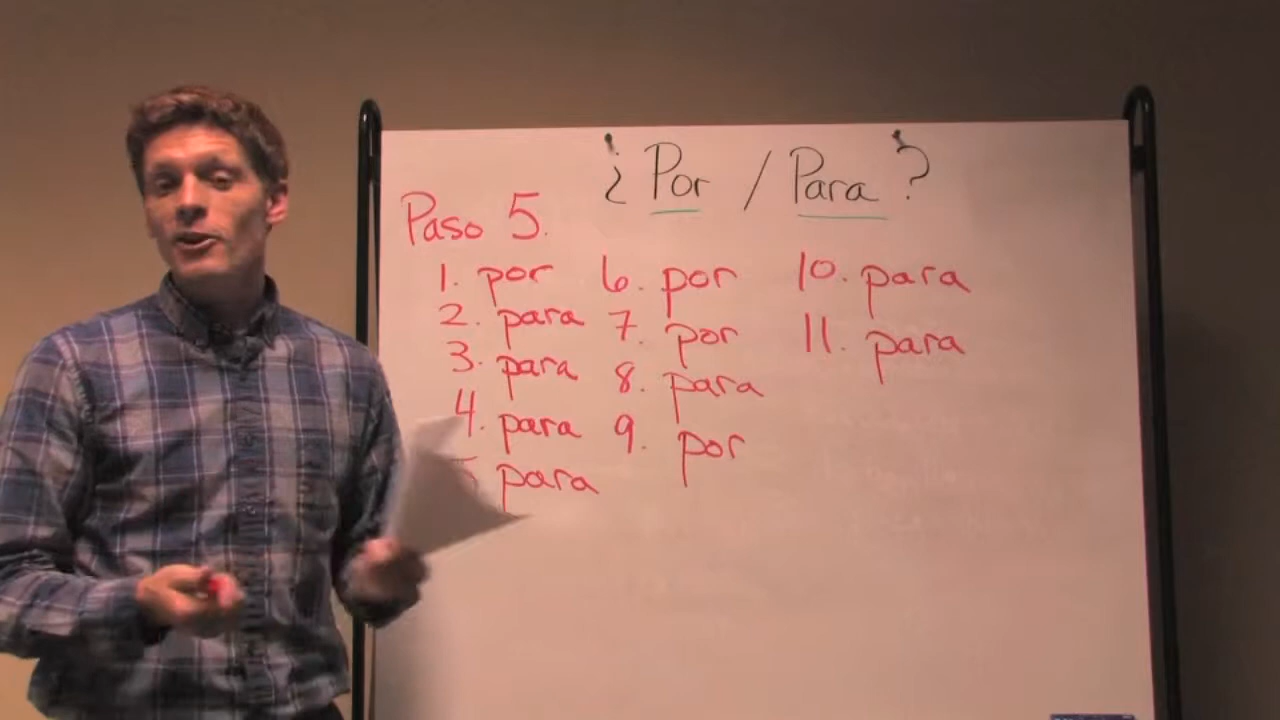 ¿Por / Para?
Paso 5.
1. por
2. para
3. para
4. para
5 para
6. por
7. por
8. para
9. por
10. para
11. para